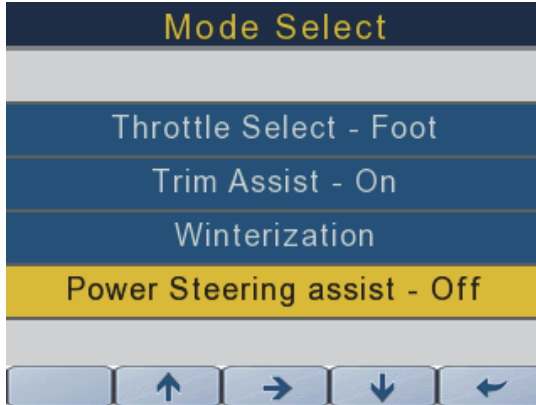 Mode Select
Throttle Select - Foot
Trim Assist - On
Winterization
Power Steering assist - Off